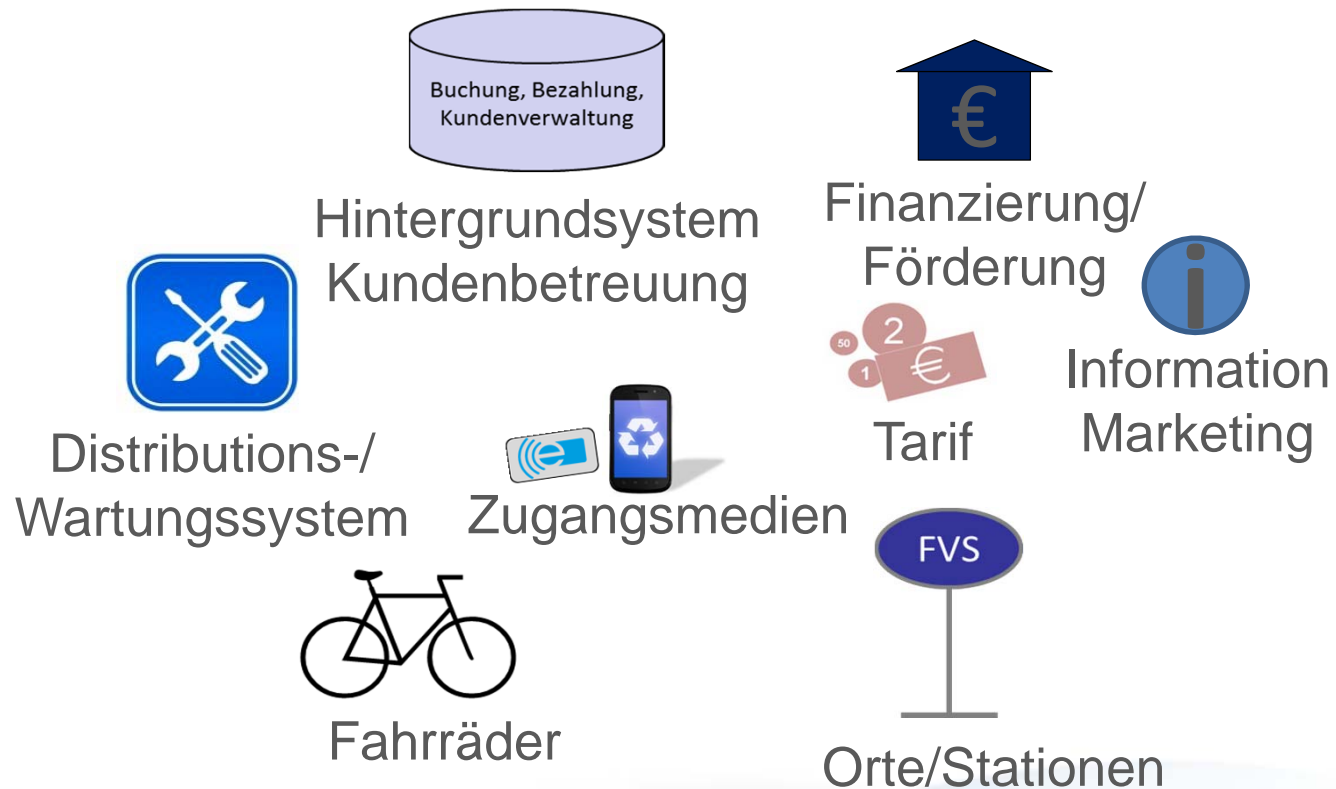 Buchung, Bezahlung,
Kundenverwaltung
Hintergrundsystem
Kundenbetreuung
€
Finanzierung/
Förderung
i
Information
Marketing
50
2
1
€
Tarif
Distributions-/
Wartungssystem
e
Zugangsmedien
FVS
Orte/Stationen
Fahrräder